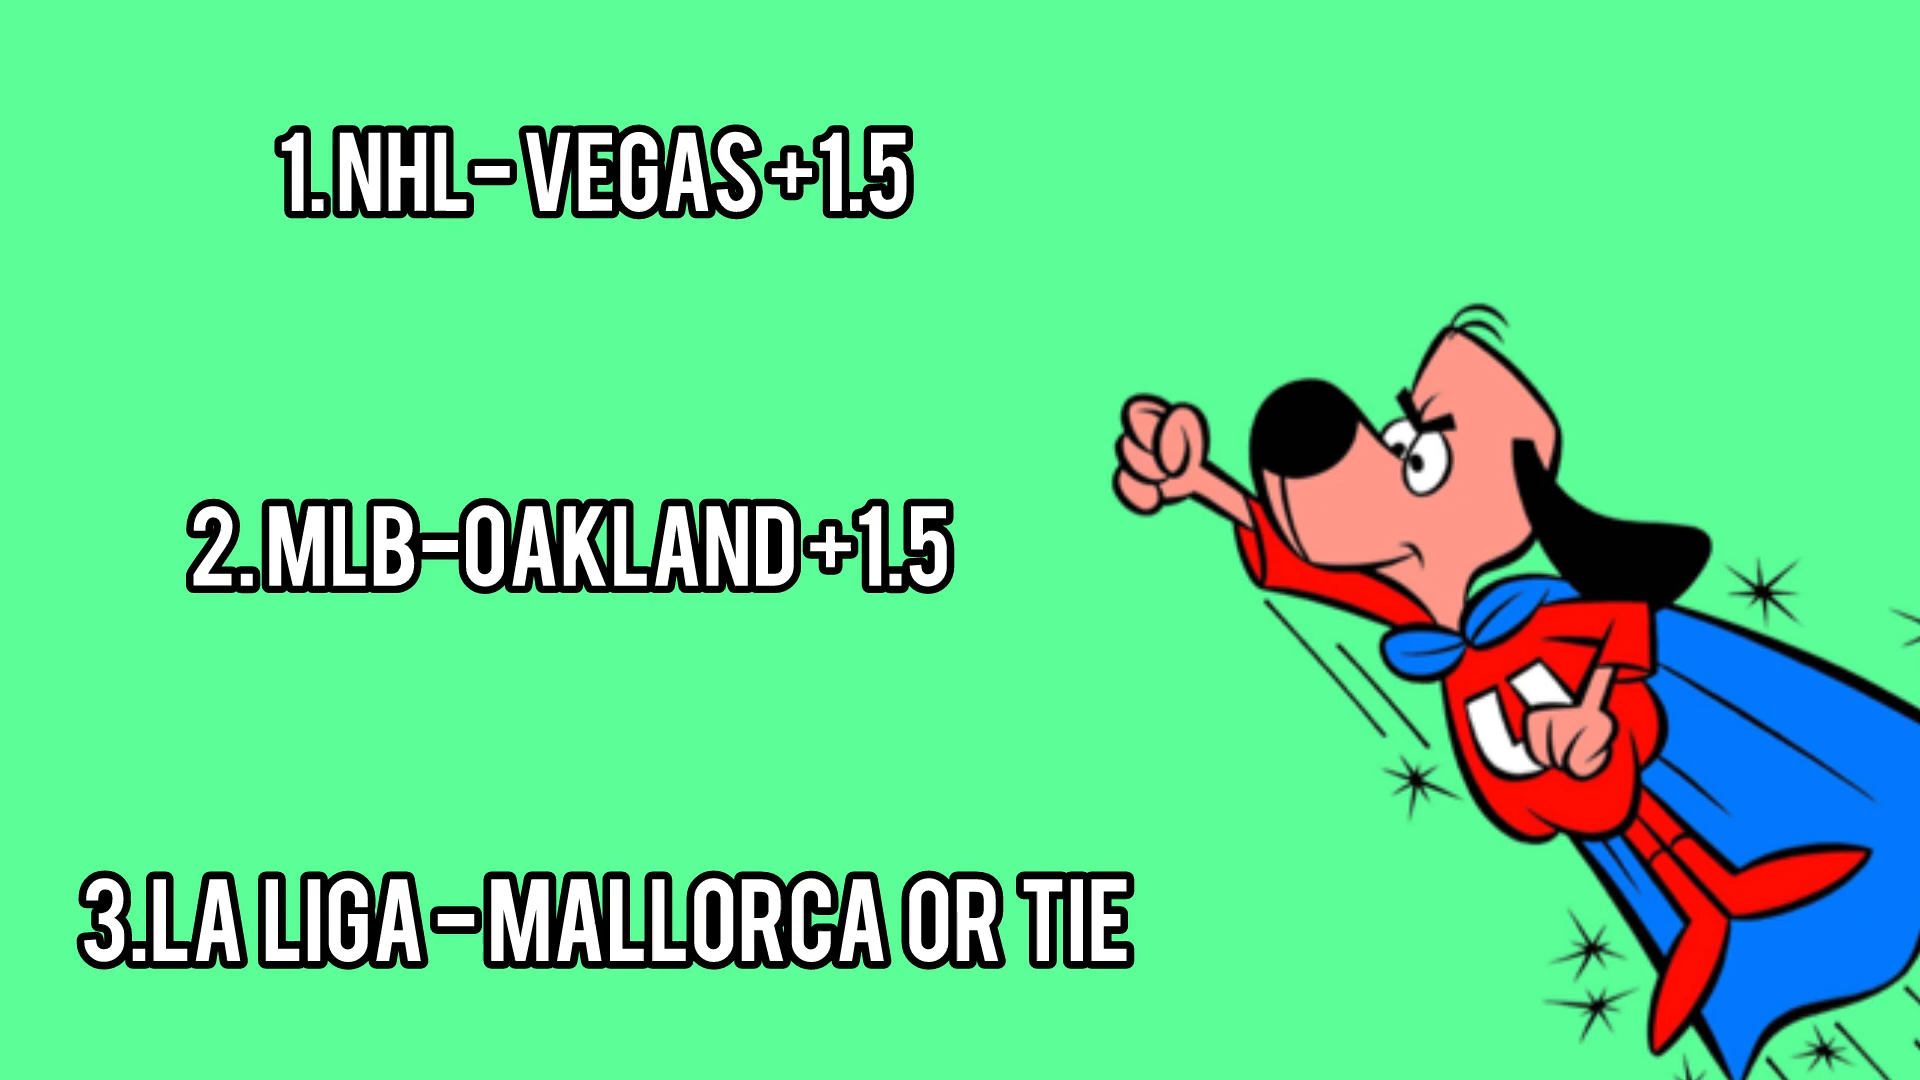 1. NHL - VEGAS +1.5
2. MLB - OAKLAND +1.5
3. LA LIGA - MALLORCA OR TIE
U